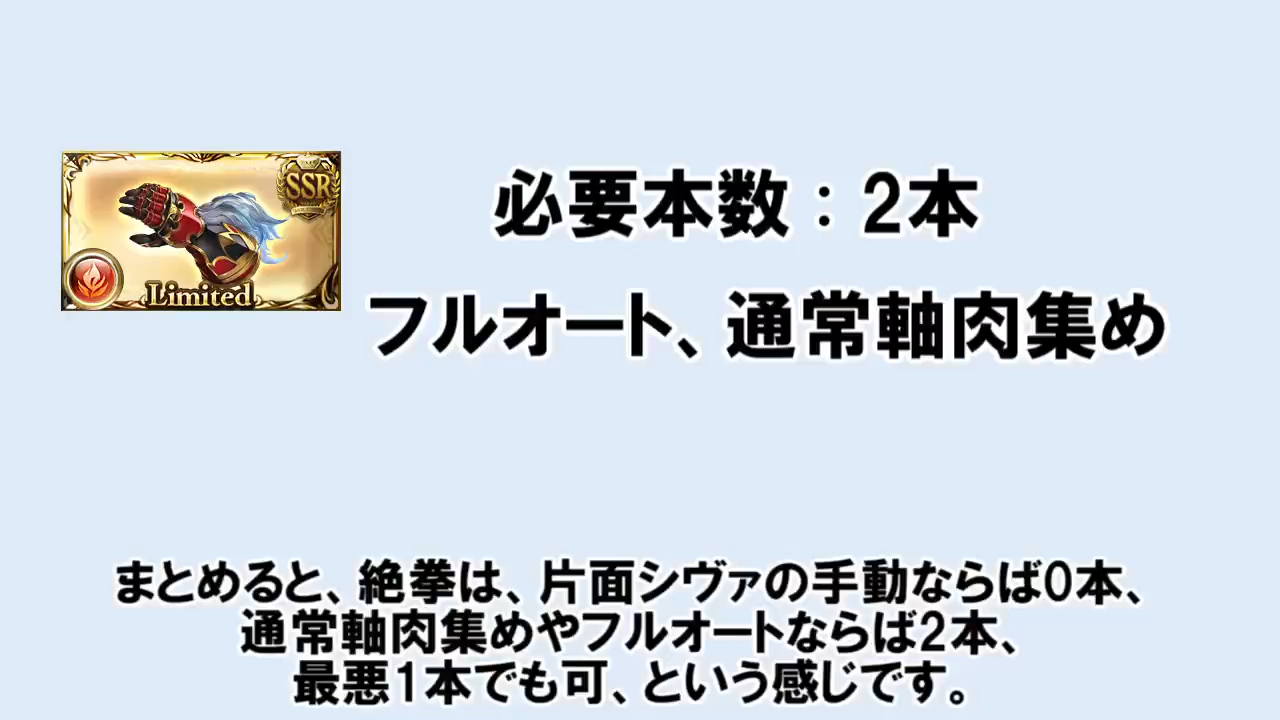 SSR
Limited
必要本数：2本
フルオート、通常軸肉集め
まとめると、絶拳は、片面シヴァの手動ならば0本、
通常軸肉集めやフルオートならば2本、
最悪1本でも可、という感じです。